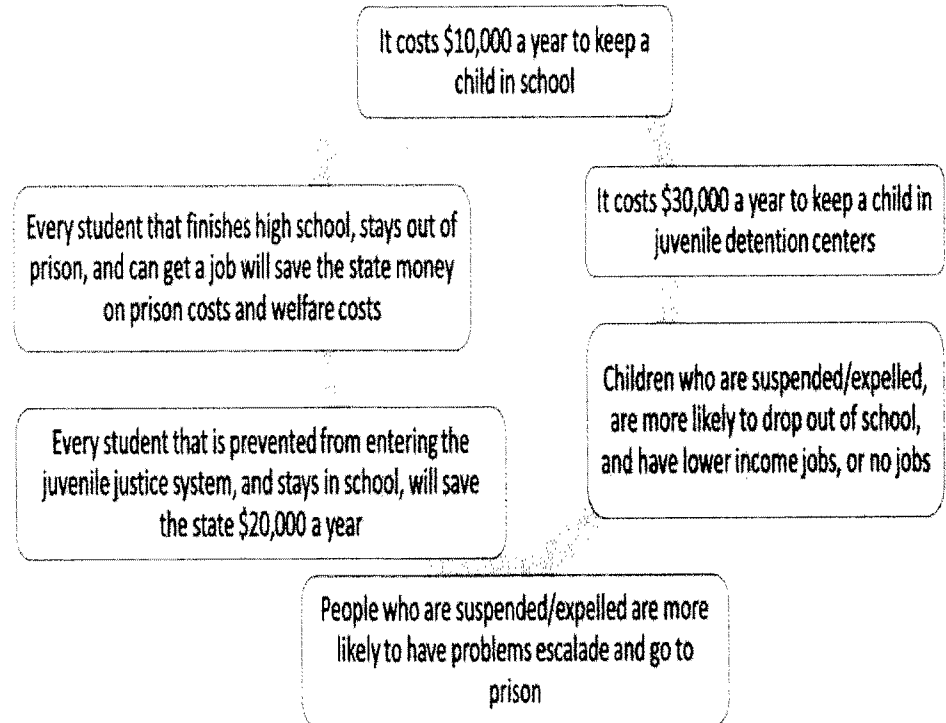 It costs $10,000 a year to keep a
child in school
It costs $30,000 a year to keep a child in
juvenile detention centers
Children who are suspended/expelled,
are more likely to drop out of school,
and have lower income jobs, or no jobs
People who are suspended/expelled are more
likely to have problems escalade and go to
prison
Every student that is prevented from entering the
juvenile justice system, and stays in school, will save
the state $20,000 a year
Every student that finishes high school, stays out of
prison, and can get a job will save the state money
on prison costs and welfare costs